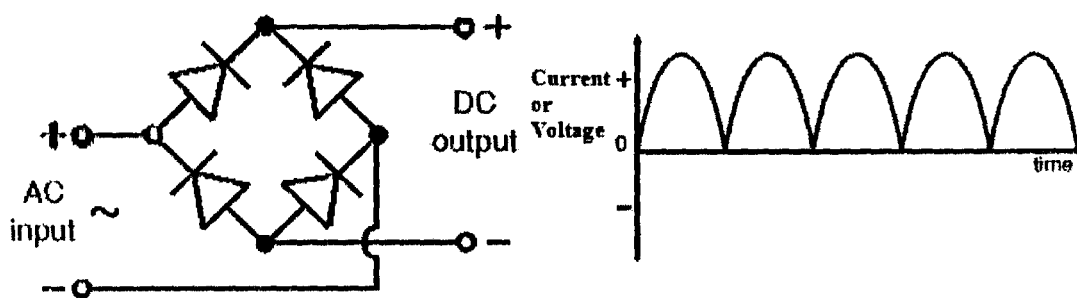 +
DC
output
-
+
AC
input ~
-
Current +
or
Voltage
0
time
-